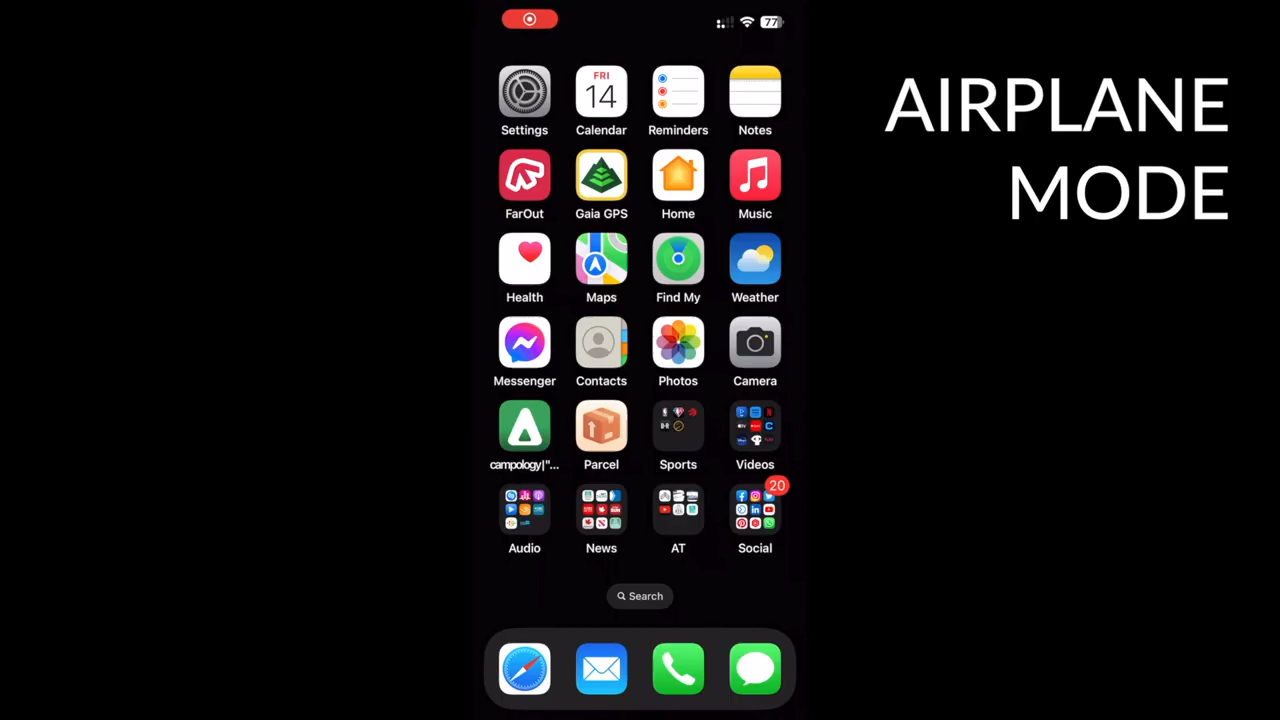 77
AIRPLANE
MODE
FRI
14
Settings
Calendar
Reminders
Notes
FarOut
Gaia GPS
Home
Music
Health
Maps
Find My
Weather
Messenger
Contacts
Photos
Camera
campology|"...
Parcel
Sports
Videos
20
Audio
News
AT
Social
Search